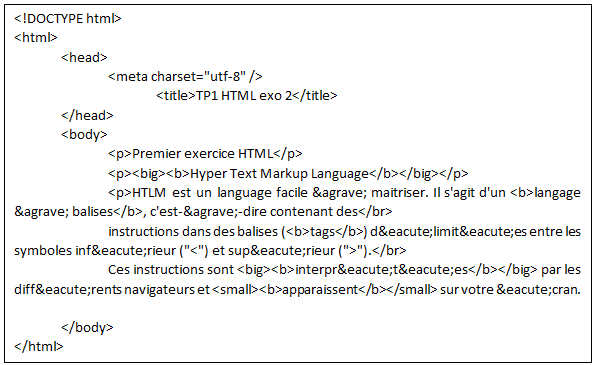 <!DOCTYPE html>
<html>
<head>
<meta charset="utf-8" />
<title>TP1 HTML exo 2</title>
</head>
<body>
<p>Premier exercice HTML</p>
<p><big><b>Hyper Text Markup Language</b></big></p>
<p>HTLM est un language facile &agrave; maitriser. Il s'agit d'un <b>langage
&agrave; balises</b>, c'est-&agrave;-dire contenant des</br>
instructions dans des balises (<b>tags</b>) d&eacute;limit&eacute;es entre les
symboles inf&eacute;rieur ("<") et sup&eacute;rieur (">").</br>
Ces instructions sont <big><b>interpr&eacute;t&eacute;es</b></big> par les
diff&eacute;rents navigateurs et <small><b>apparaissent</b></small> sur votre &eacute;cran.
</body>
</html>